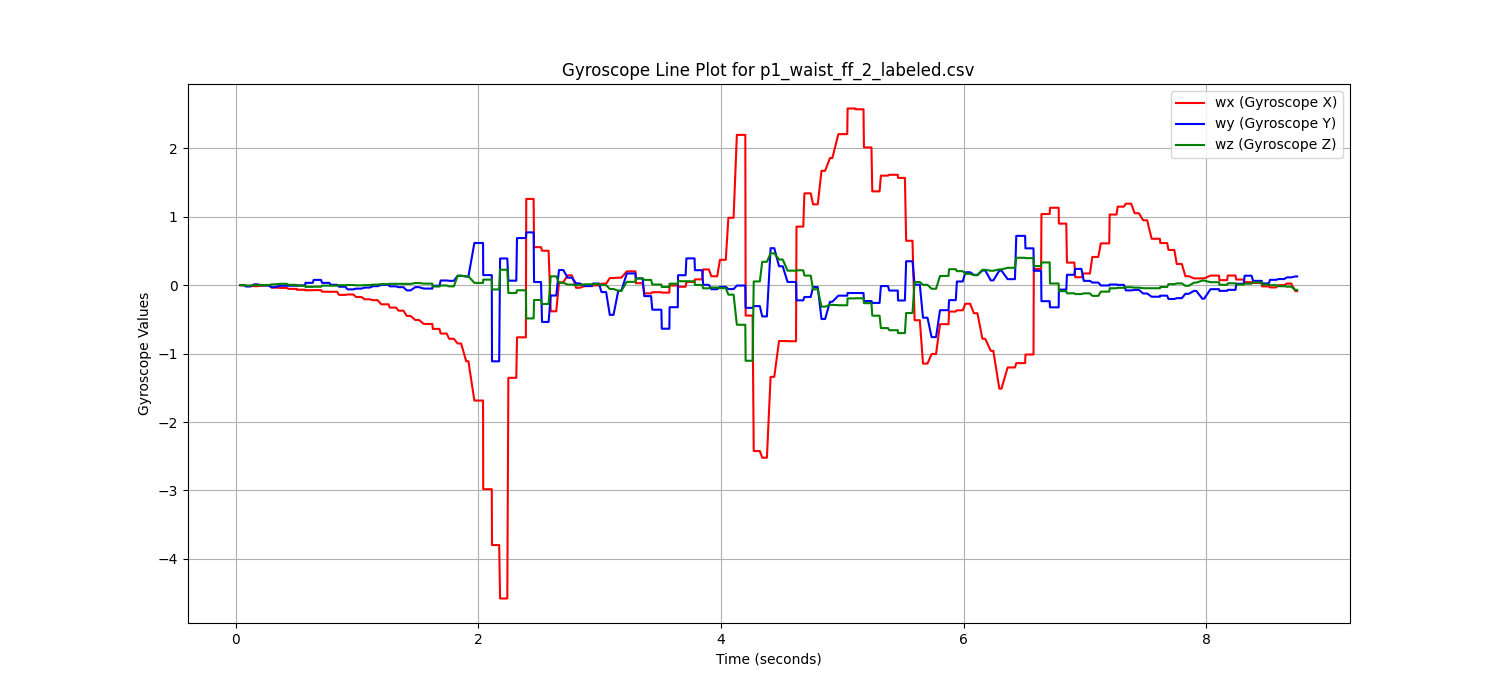 Gyroscope Line Plot for p1_waist_ff_2_labeled.csv
wx (Gyroscope X)
wy (Gyroscope Y)
wz (Gyroscope Z)
Gyroscope Values
2
1
0
−1
−2
−3
−4
0 2 4 6 8
Time (seconds)